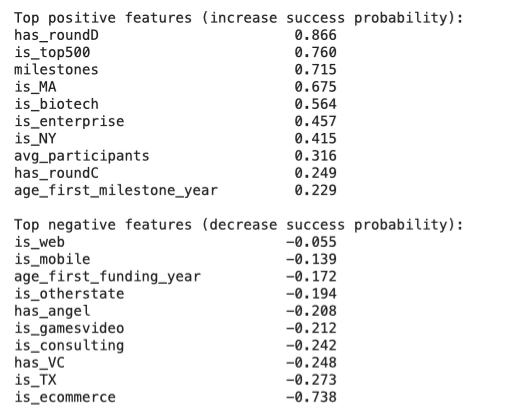 Top positive features (increase success probability):
has_roundD 0.866
is_top500 0.760
milestones 0.715
is_MA 0.675
is_biotech 0.564
is_enterprise 0.457
is_NY 0.415
avg_participants 0.316
has_roundC 0.249
age_first_milestone_year 0.229
Top negative features (decrease success probability):
is_web -0.055
is_mobile -0.139
age_first_funding_year -0.172
is_otherstate -0.194
has_angel -0.208
is_gamesvideo -0.212
is_consulting -0.242
has_VC -0.248
is_TX -0.273
is_ecommerce -0.738